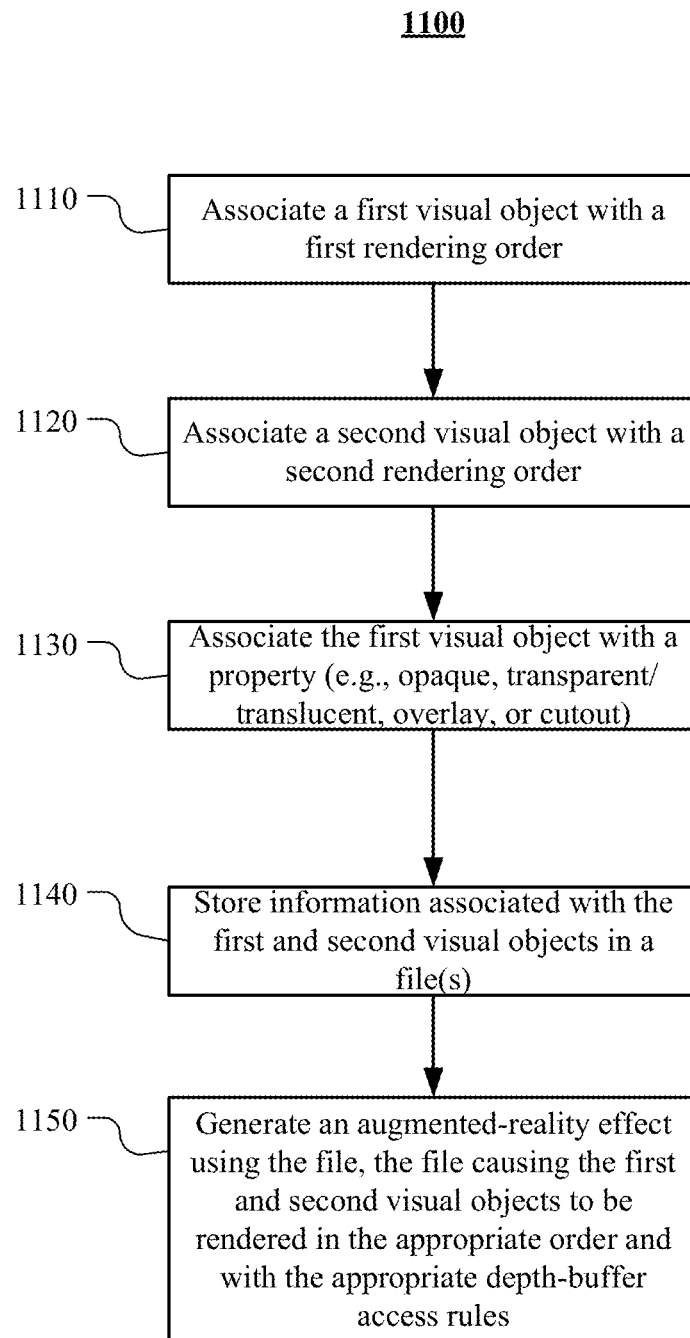 1100
1110
Associate a first visual object with a
first rendering order
1120
Associate a second visual object with a
second rendering order
1130
Associate the first visual object with a
property (e.g., opaque, transparent/
translucent, overlay, or cutout)
1140
Store information associated with the
first and second visual objects in a
file(s)
1150
Generate an augmented-reality effect
using the file, the file causing the first
and second visual objects to be
rendered in the appropriate order and
with the appropriate depth-buffer
access rules